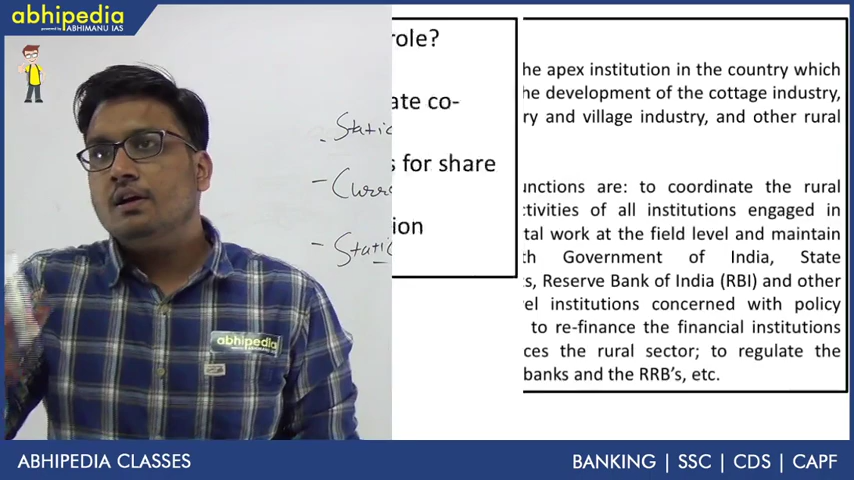 abhipedia
powered by ABHIMANU IAS
role?
ate co-
s for share
ion
he apex institution in the country which
he development of the cottage industry,
ry and village industry, and other rural
unctions are: to coordinate the rural
ctivities of all institutions engaged in
tal work at the field level and maintain
th Government of India, State
s, Reserve Bank of India (RBI) and other
el institutions concerned with policy
to re-finance the financial institutions
ces the rural sector; to regulate the
banks and the RRB's, etc.
- Static
- Curre
- Static
abhipedia
ABHIPEDIA CLASSES
BANKING | SSC | CDS | CAPF